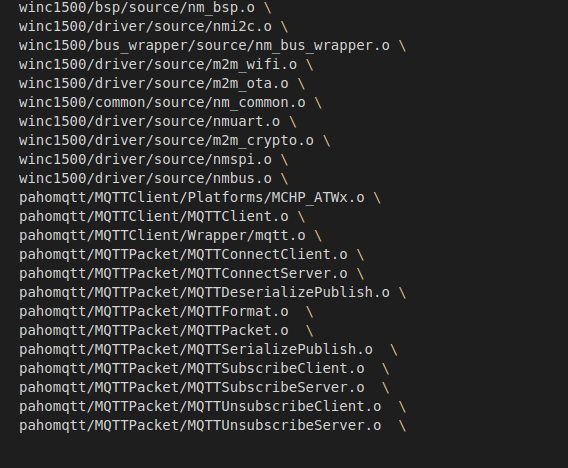 winc1500/bsp/source/nm_bsp.o \
winc1500/driver/source/nmi2c.o \
winc1500/bus_wrapper/source/nm_bus_wrapper.o \
winc1500/driver/source/m2m_wifi.o \
winc1500/driver/source/m2m_ota.o \
winc1500/common/source/nm_common.o \
winc1500/driver/source/nmuart.o \
winc1500/driver/source/m2m_crypto.o \
winc1500/driver/source/nmspi.o \
winc1500/driver/source/nmbus.o \
pahomqtt/MQTTClient/Platforms/MCHP_ATWx.o \
pahomqtt/MQTTClient/MQTTClient.o \
pahomqtt/MQTTClient/Wrapper/mqtt.o \
pahomqtt/MQTTPacket/MQTTConnectClient.o \
pahomqtt/MQTTPacket/MQTTConnectServer.o \
pahomqtt/MQTTPacket/MQTTDeserializePublish.o \
pahomqtt/MQTTPacket/MQTTFormat.o  \
pahomqtt/MQTTPacket/MQTTPacket.o  \
pahomqtt/MQTTPacket/MQTTSerializePublish.o  \
pahomqtt/MQTTPacket/MQTTSubscribeClient.o  \
pahomqtt/MQTTPacket/MQTTSubscribeServer.o  \
pahomqtt/MQTTPacket/MQTTUnsubscribeClient.o  \
pahomqtt/MQTTPacket/MQTTUnsubscribeServer.o  \